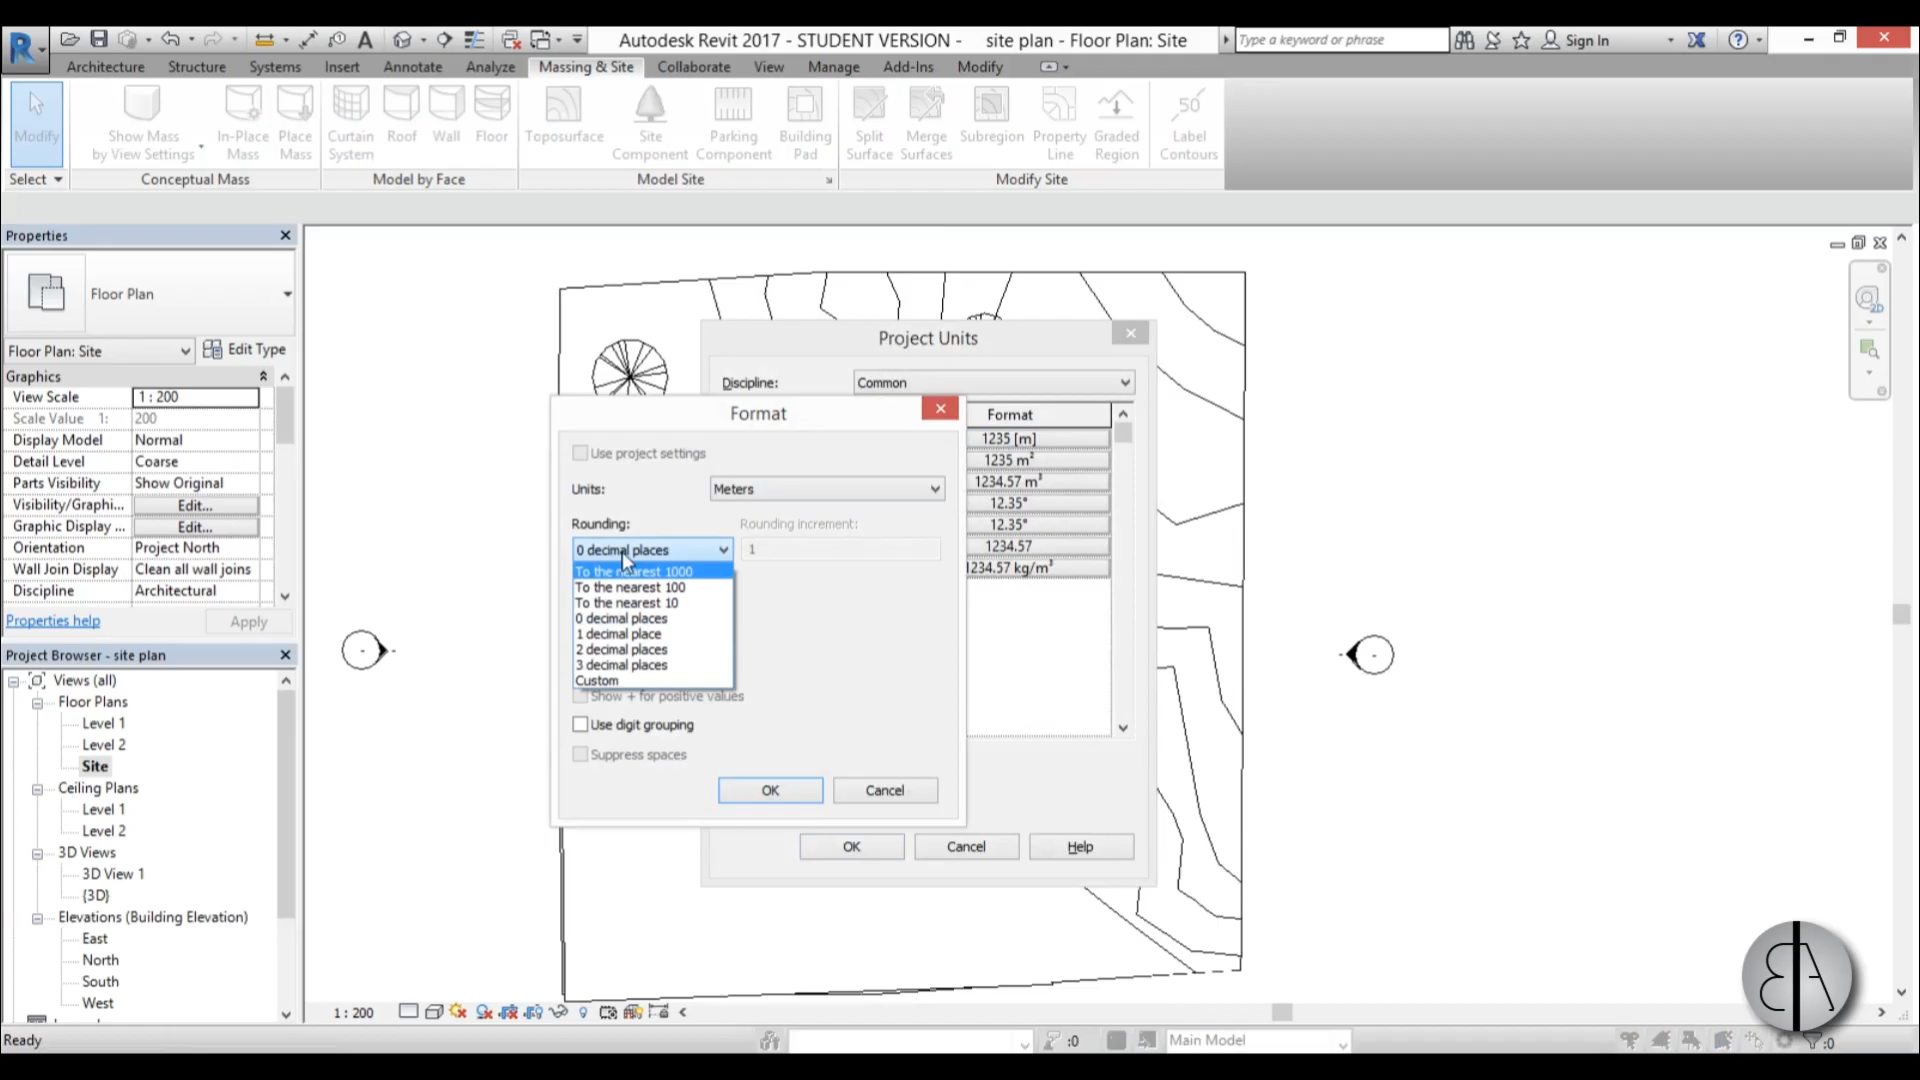 Autodesk Revit 2017 - STUDENT VERSION - site plan - Floor Plan: Site
Type a keyword or phrase
Sign In
Architecture Structure Systems Insert Annotate Analyze Massing & Site Collaborate View Manage Add-Ins Modify
Modify
Show Mass
by View Settings
In-Place
Mass
Place
Mass
Curtain
System
Roof
Wall
Floor
Toposurface
Site
Component
Parking
Component
Building
Pad
Split
Surface
Merge
Surfaces
Subregion
Property
Line
Graded
Region
50
Label
Contours
Select
Conceptual Mass
Model by Face
Model Site
Modify Site
Properties
Floor Plan
Floor Plan: Site
Edit Type
Graphics
View Scale 1 : 200
Scale Value 1: 200
Display Model Normal
Detail Level Coarse
Parts Visibility Show Original
Visibility/Graphi... Edit...
Graphic Display ... Edit...
Orientation Project North
Wall Join Display Clean all wall joins
Discipline Architectural
Properties help
Apply
Project Browser - site plan
Views (all)
Floor Plans
Level 1
Level 2
Site
Ceiling Plans
Level 1
Level 2
3D Views
3D View 1
{3D}
Elevations (Building Elevation)
East
North
South
West
Project Units
Discipline: Common
Format
1235 [m]
1235 m²
1234.57 m³
12.35°
12.35°
1234.57
1234.57 kg/m³
OK
Cancel
Help
Format
Use project settings
Units: Meters
Rounding: Rounding increment:
0 decimal places 1
To the nearest 1000
To the nearest 100
To the nearest 10
0 decimal places
1 decimal place
2 decimal places
3 decimal places
Custom
Show + for positive values
Use digit grouping
Suppress spaces
OK
Cancel
2D
1 : 200
Ready
:0
Main Model
:0